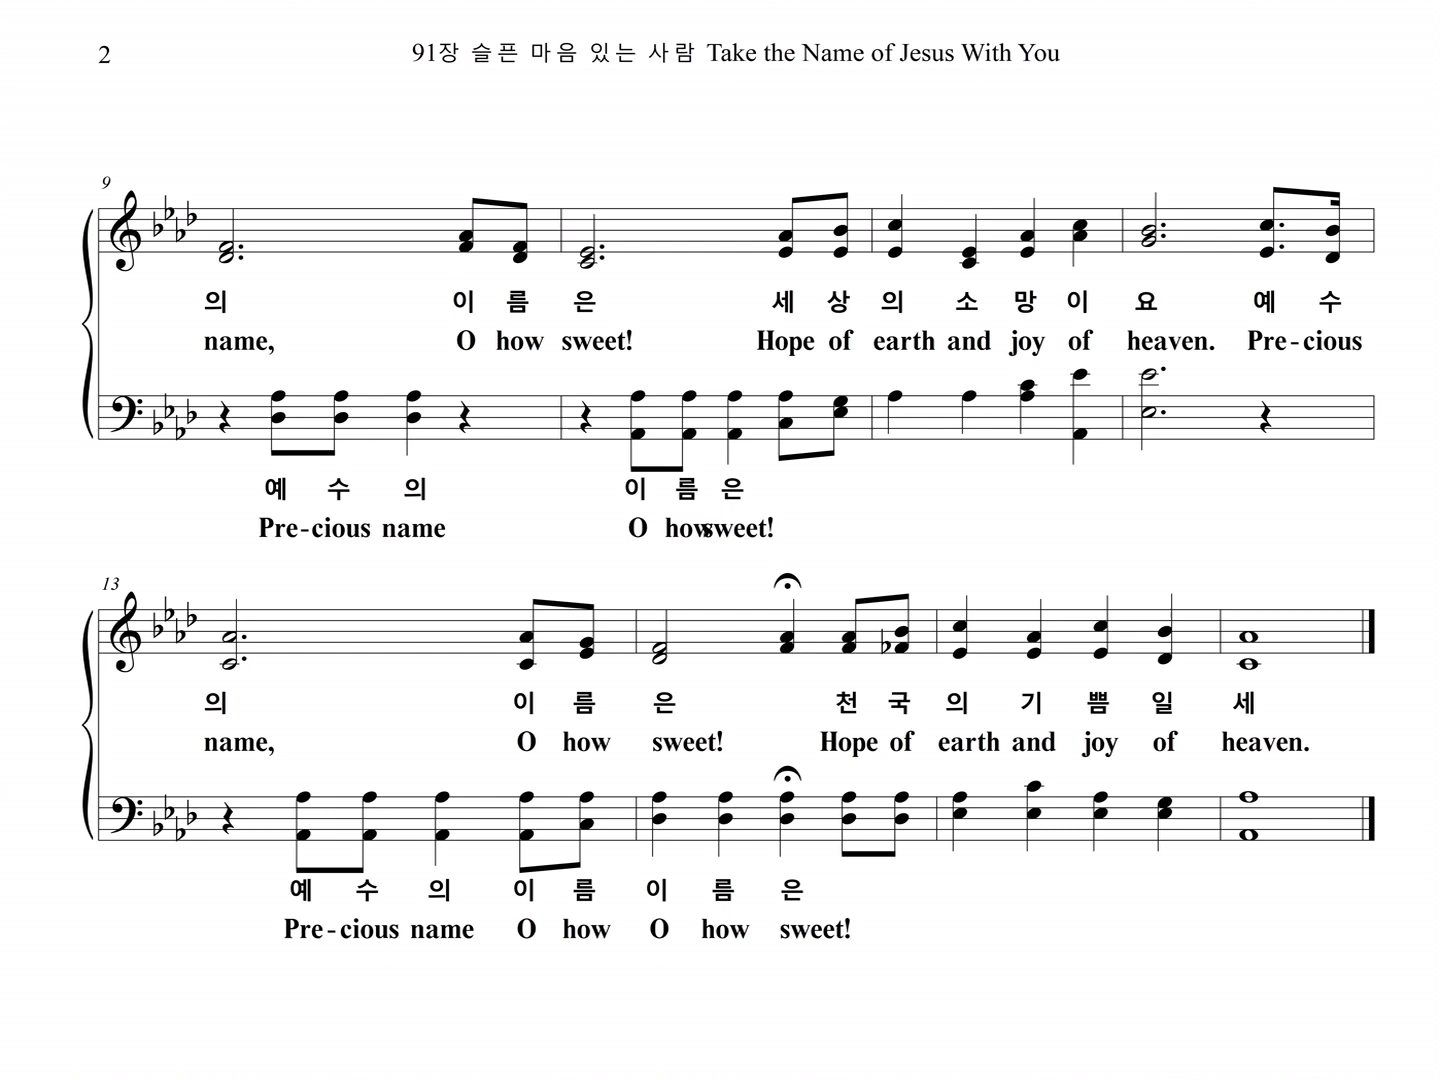 2
91장 슬픈 마음 있는 사람 Take the Name of Jesus With You
9
의 이 름 은 세 상 의 소 망 이 요 예 수
name, O how sweet! Hope of earth and joy of heaven. Pre-cious
예 수 의 이 름 은
Pre-cious name O how sweet!
13
의 이 름 은 천 국 의 기 쁨 일 세
name, O how sweet! Hope of earth and joy of heaven.
예 수 의 이 름 이 름 은
Pre-cious name O how O how sweet!